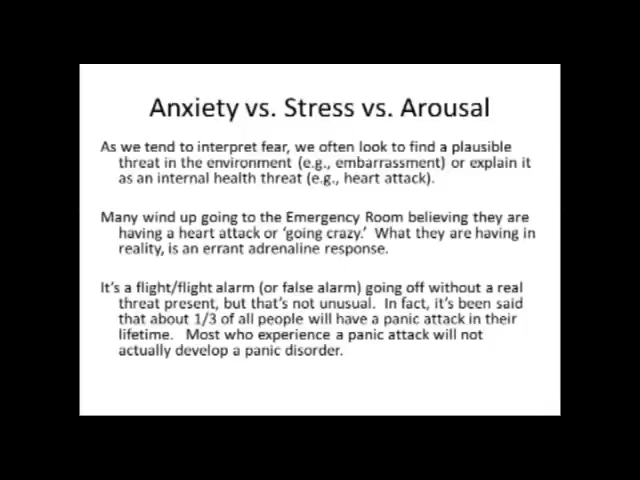 Anxiety vs. Stress vs. Arousal
As we tend to interpret fear, we often look to find a plausible
threat in the environment (e.g., embarrassment) or explain it
as an internal health threat (e.g., heart attack).
Many wind up going to the Emergency Room believing they are
having a heart attack or ‘going crazy.’  What they are having in
reality, is an errant adrenaline response.
It’s a flight/flight alarm (or false alarm) going off without a real
threat present, but that’s not unusual.  In fact, it’s been said
that about 1/3 of all people will have a panic attack in their
lifetime.   Most who experience a panic attack will not
actually develop a panic disorder.